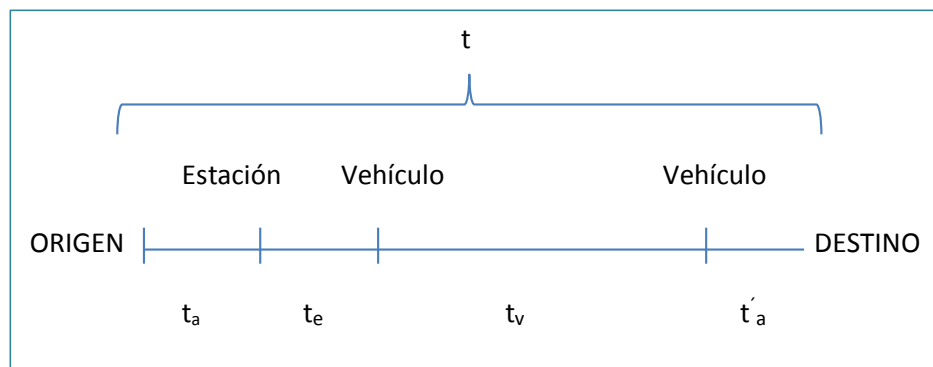 t
Estación Vehículo Vehículo
ORIGEN DESTINO
tₐ tₑ tᵥ t´ₐ